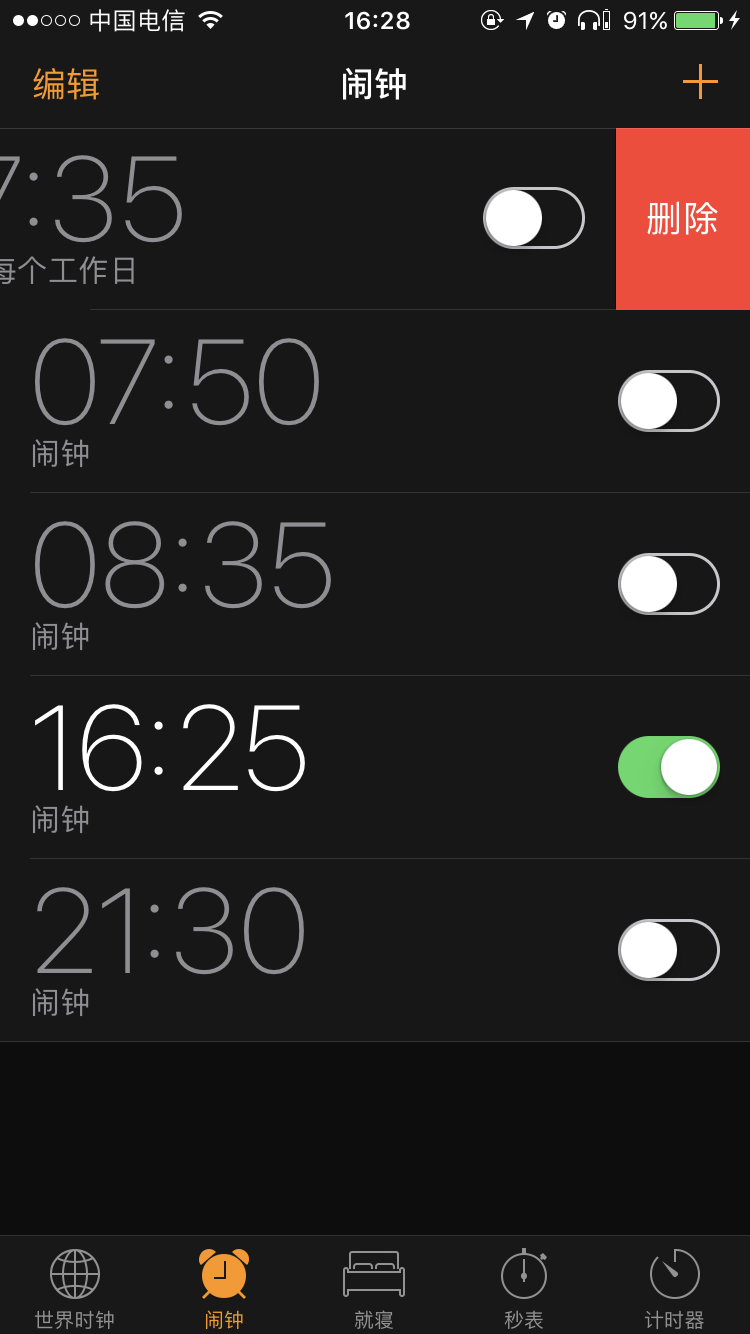 中国电信 16:28 91%
编辑 闹钟
7:35
每个工作日
删除
07:50
闹钟
08:35
闹钟
16:25
闹钟
21:30
闹钟
世界时钟 闹钟 就寝 秒表 计时器